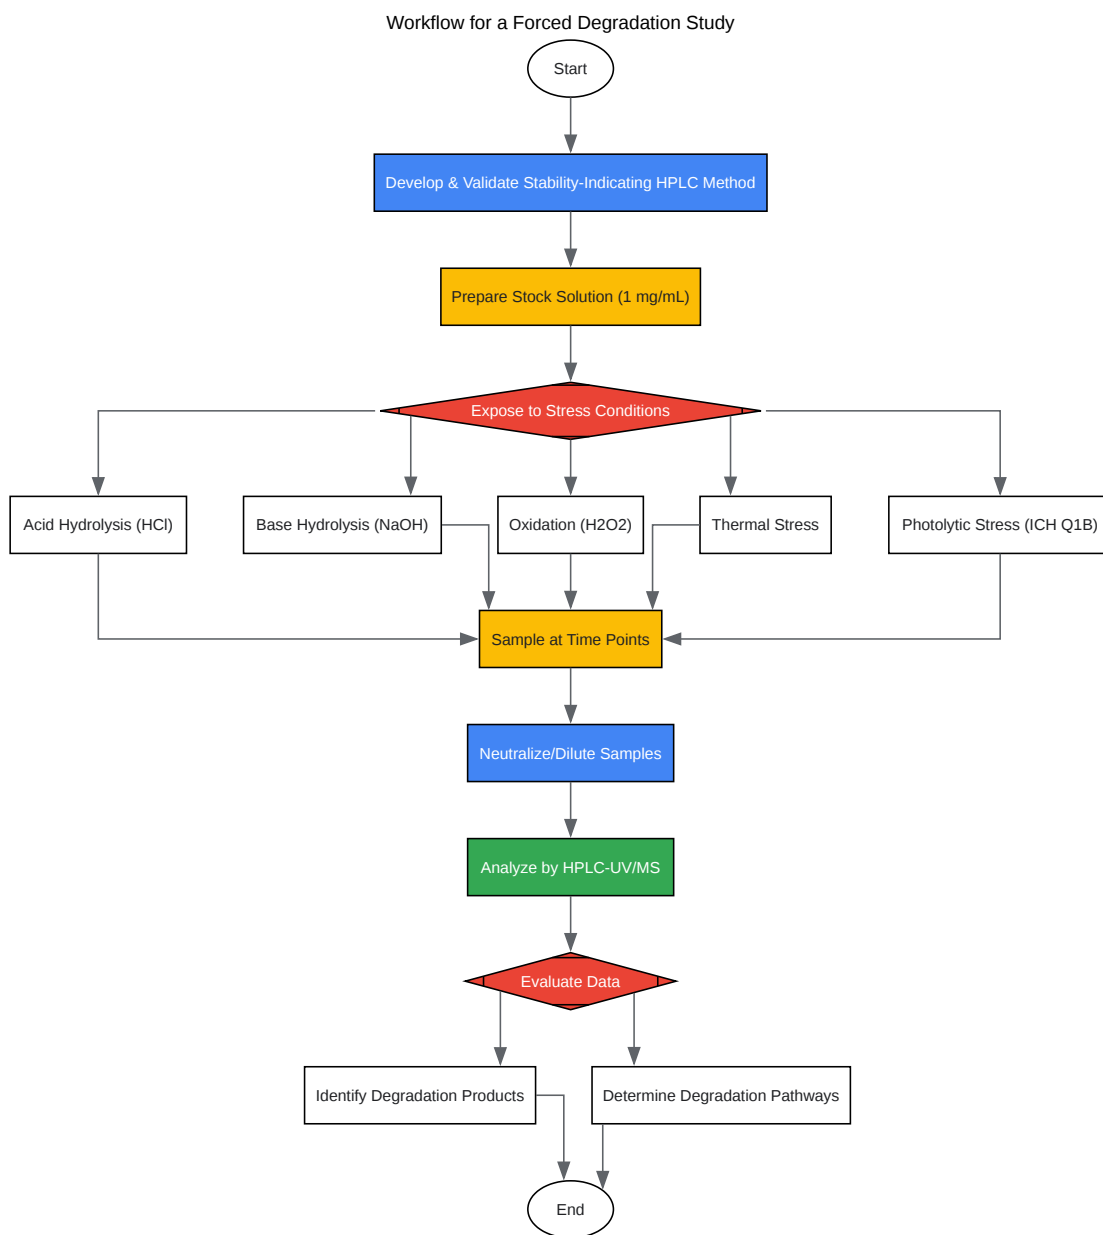 Workflow for a Forced Degradation Study
Start
Develop & Validate Stability-Indicating HPLC Method
Prepare Stock Solution (1 mg/mL)
Expose to Stress Conditions
Acid Hydrolysis (HCl)
Base Hydrolysis (NaOH)
Oxidation (H2O2)
Thermal Stress
Photolytic Stress (ICH Q1B)
Sample at Time Points
Neutralize/Dilute Samples
Analyze by HPLC-UV/MS
Evaluate Data
Identify Degradation Products
Determine Degradation Pathways
End